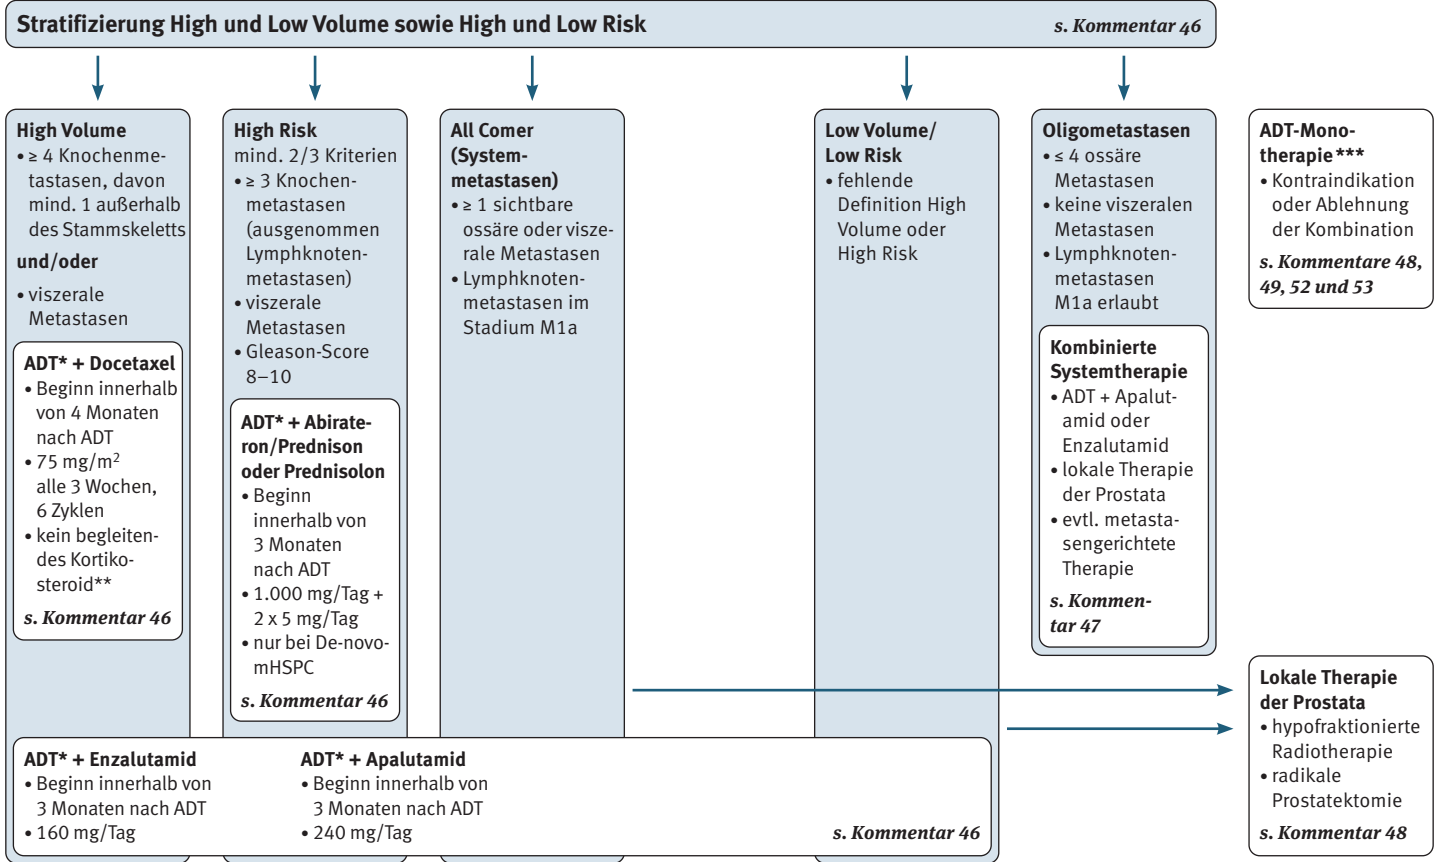 Stratifizierung High und Low Volume sowie High und Low Risk
s. Kommentar 46
High Volume
• ≥ 4 Knochenme-
tastasen, davon
mind. 1 außerhalb
des Stammskeletts
und/oder
• viszerale
Metastasen
ADT* + Docetaxel
• Beginn innerhalb
von 4 Monaten
nach ADT
• 75 mg/m²
alle 3 Wochen,
6 Zyklen
• kein begleiten-
des Kortiko-
steroid**
s. Kommentar 46
High Risk
mind. 2/3 Kriterien
• ≥ 3 Knochen-
metastasen
(ausgenommen
Lymphknoten-
metastasen)
• viszerale
Metastasen
• Gleason-Score
8–10
ADT* + Abirate-
ron/Prednison
oder Prednisolon
• Beginn
innerhalb von
3 Monaten
nach ADT
• 1.000 mg/Tag +
2 x 5 mg/Tag
• nur bei De-novo-
mHSPC
s. Kommentar 46
All Comer
(System-
metastasen)
• ≥ 1 sichtbare
ossäre oder visze-
rale Metastasen
• Lymphknoten-
metastasen im
Stadium M1a
Low Volume/
Low Risk
• fehlende
Definition High
Volume oder
High Risk
Oligometastasen
• ≤ 4 ossäre
Metastasen
• keine viszeralen
Metastasen
• Lymphknoten-
metastasen
M1a erlaubt
Kombinierte
Systemtherapie
• ADT + Apalut-
amid oder
Enzalutamid
• lokale Therapie
der Prostata
• evtl. metasta-
sengerichtete
Therapie
s. Kommen-
tar 47
ADT-Mono-
therapie***
• Kontraindikation
oder Ablehnung
der Kombination
s. Kommentare 48,
49, 52 und 53
ADT* + Enzalutamid
• Beginn innerhalb von
3 Monaten nach ADT
• 160 mg/Tag
ADT* + Apalutamid
• Beginn innerhalb von
3 Monaten nach ADT
• 240 mg/Tag
s. Kommentar 46
Lokale Therapie
der Prostata
• hypofraktionierte
Radiotherapie
• radikale
Prostatektomie
s. Kommentar 48